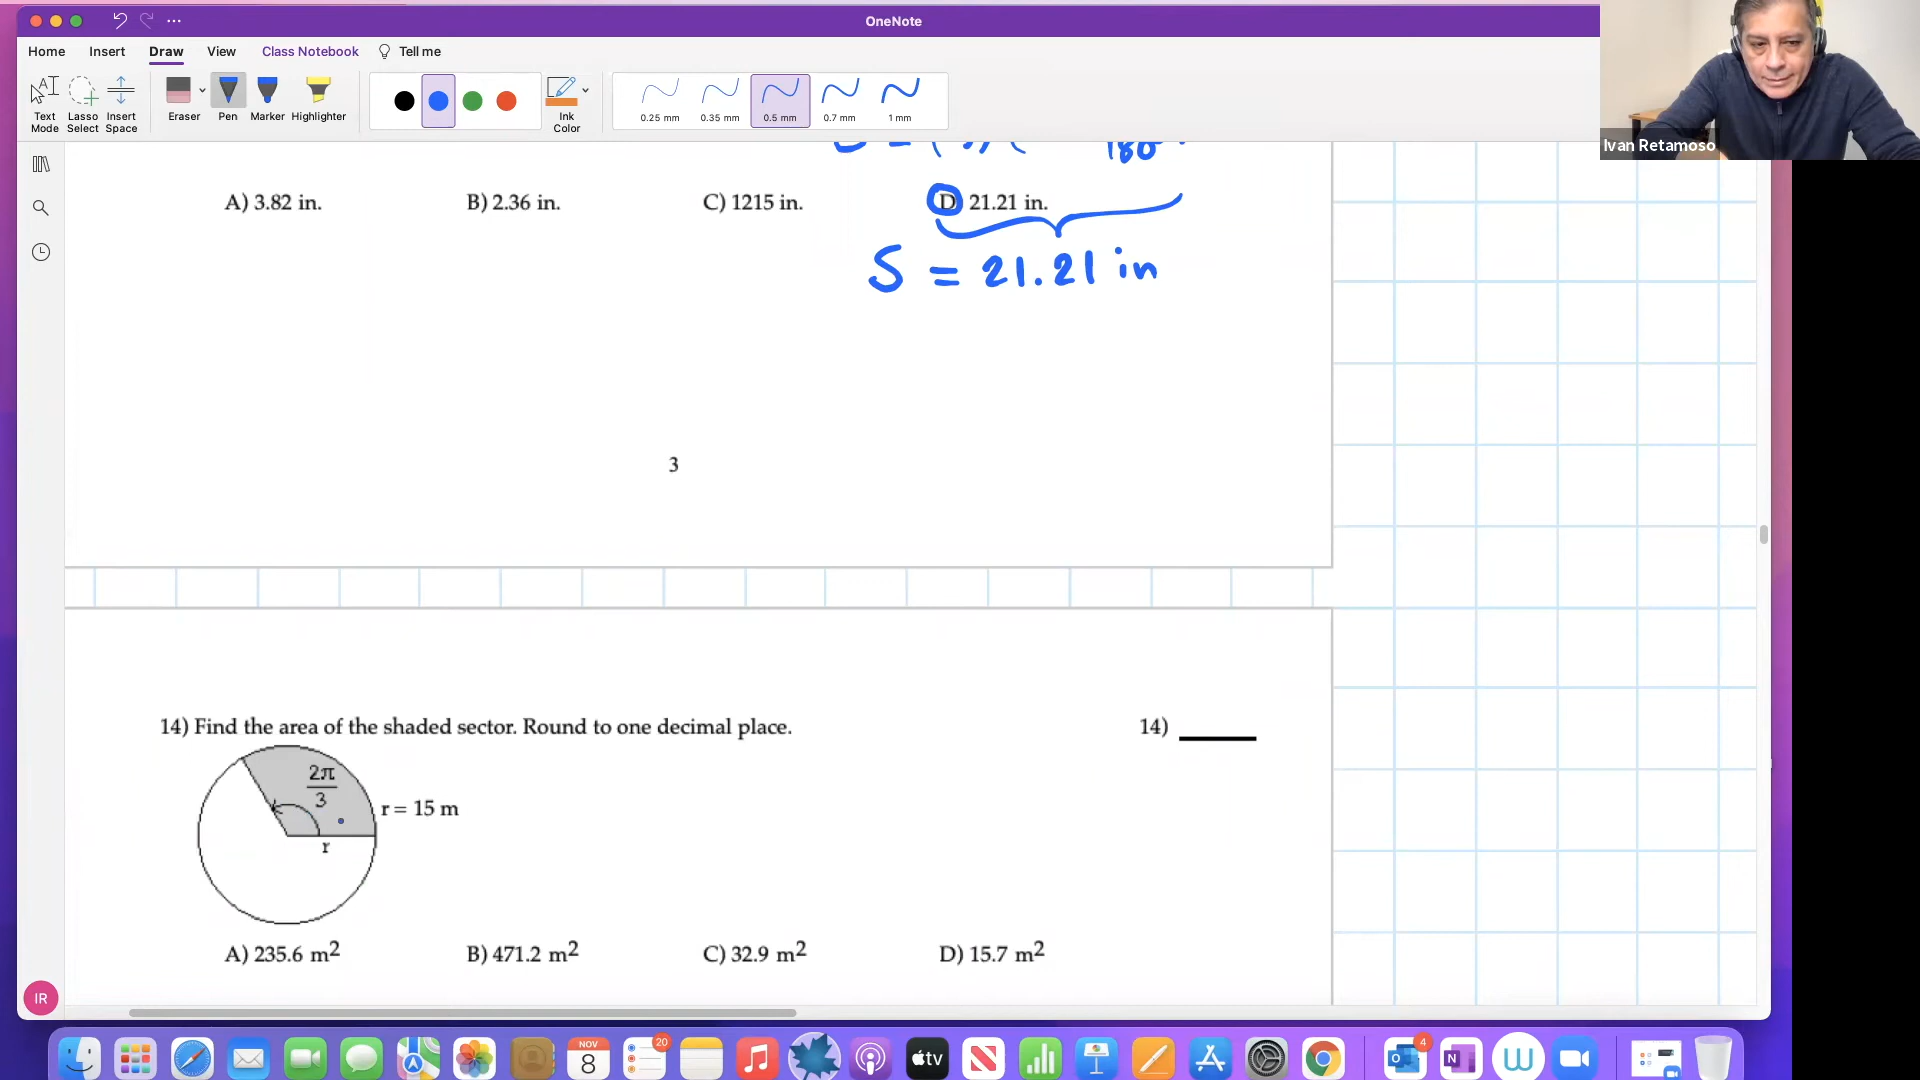 OneNote
Home Insert Draw View Class Notebook Tell me
Text Mode
Lasso Select
Insert Space
Eraser
Pen
Marker
Highlighter
Ink Color
0.25 mm
0.35 mm
0.5 mm
0.7 mm
1 mm
Ivan Retamoso
180
A) 3.82 in. B) 2.36 in. C) 1215 in. D) 21.21 in.
S = 21.21 in
3
14) Find the area of the shaded sector. Round to one decimal place. 14)
2π
3
r = 15 m
r
A) 235.6 m2 B) 471.2 m2 C) 32.9 m2 D) 15.7 m2
IR
NOV
8
20
tv
4